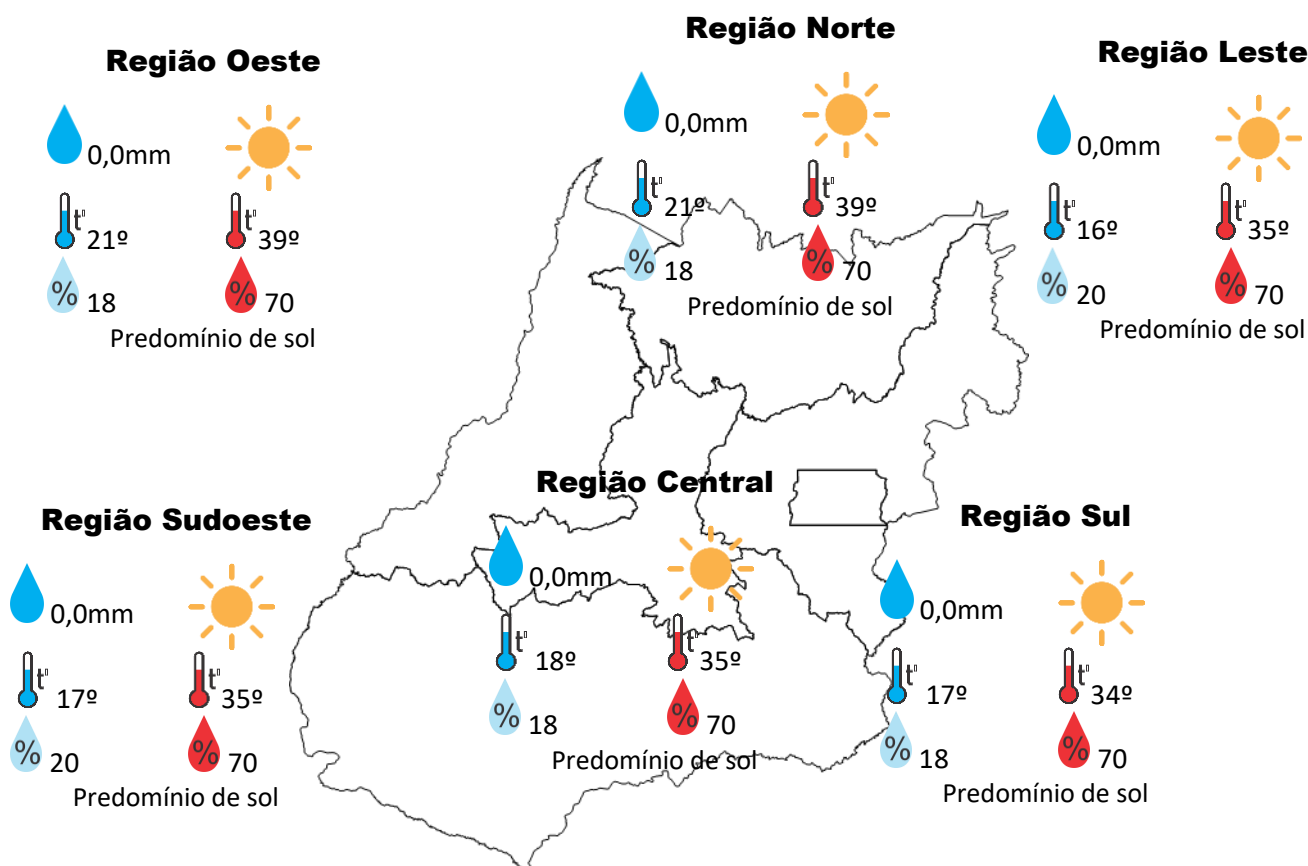 Região Norte
0,0mm
t° t°
21º 39º
% 18 % 70
Predomínio de sol
Região Oeste
0,0mm
t° t°
21º 39º
% 18 % 70
Predomínio de sol
Região Leste
0,0mm
t° t°
16º 35º
% 20 % 70
Predomínio de sol
Região Sudoeste
0,0mm
t° t°
17º 35º
% 20 % 70
Predomínio de sol
Região Central
0,0mm
t° t°
18º 35º
% 18 % 70
Predomínio de sol
Região Sul
0,0mm
t° t°
17º 34º
% 18 % 70
Predomínio de sol